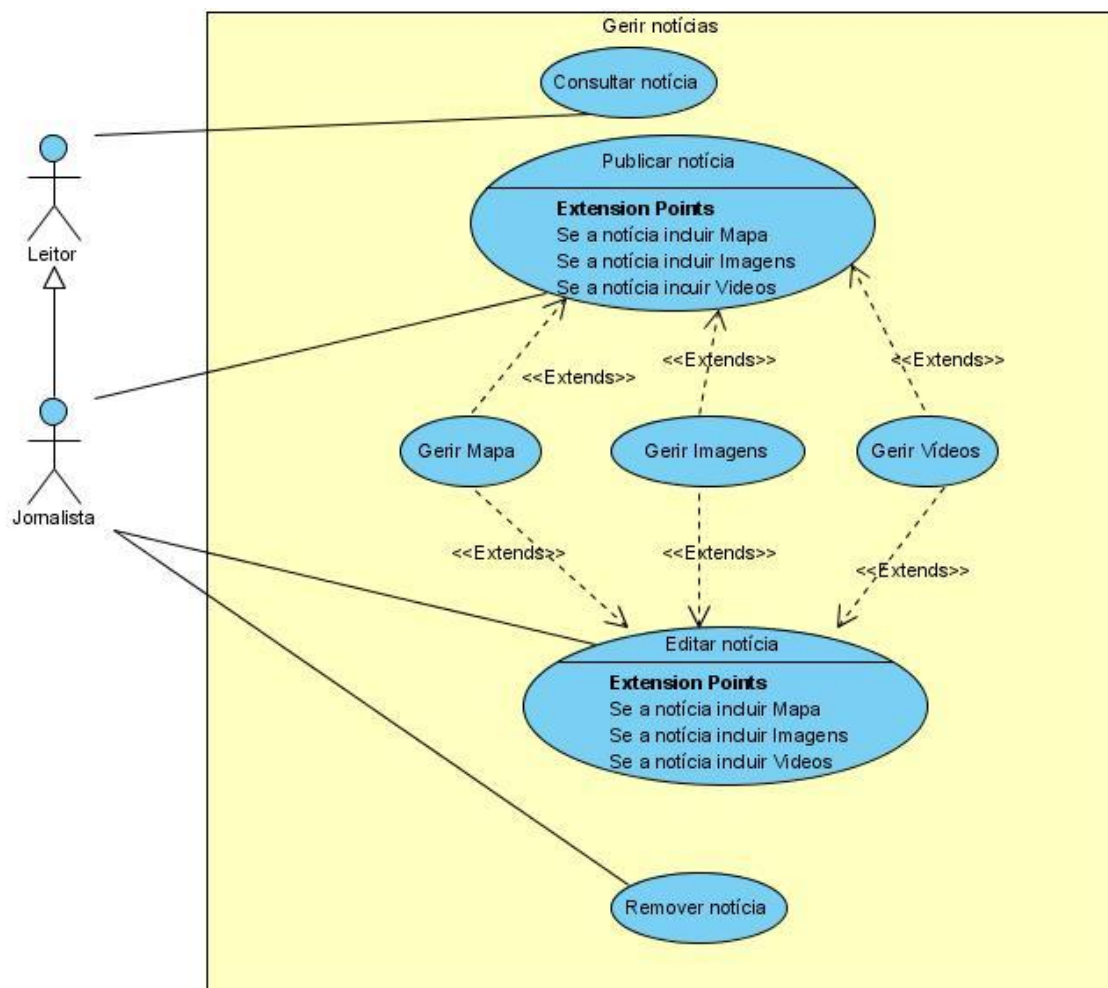 Gerir notícias
Consultar notícia
Publicar notícia
Extension Points
Se a notícia incluir Mapa
Se a notícia incluir Imagens
Se a notícia incuir Videos
Leitor
<<Extends>>
<<Extends>>
<<Extends>>
Gerir Mapa
Gerir Imagens
Gerir Vídeos
Jornalista
<<Extends>>
<<Extends>>
<<Extends>>
Editar notícia
Extension Points
Se a notícia incluir Mapa
Se a notícia incluir Imagens
Se a notícia incluir Videos
Remover notícia